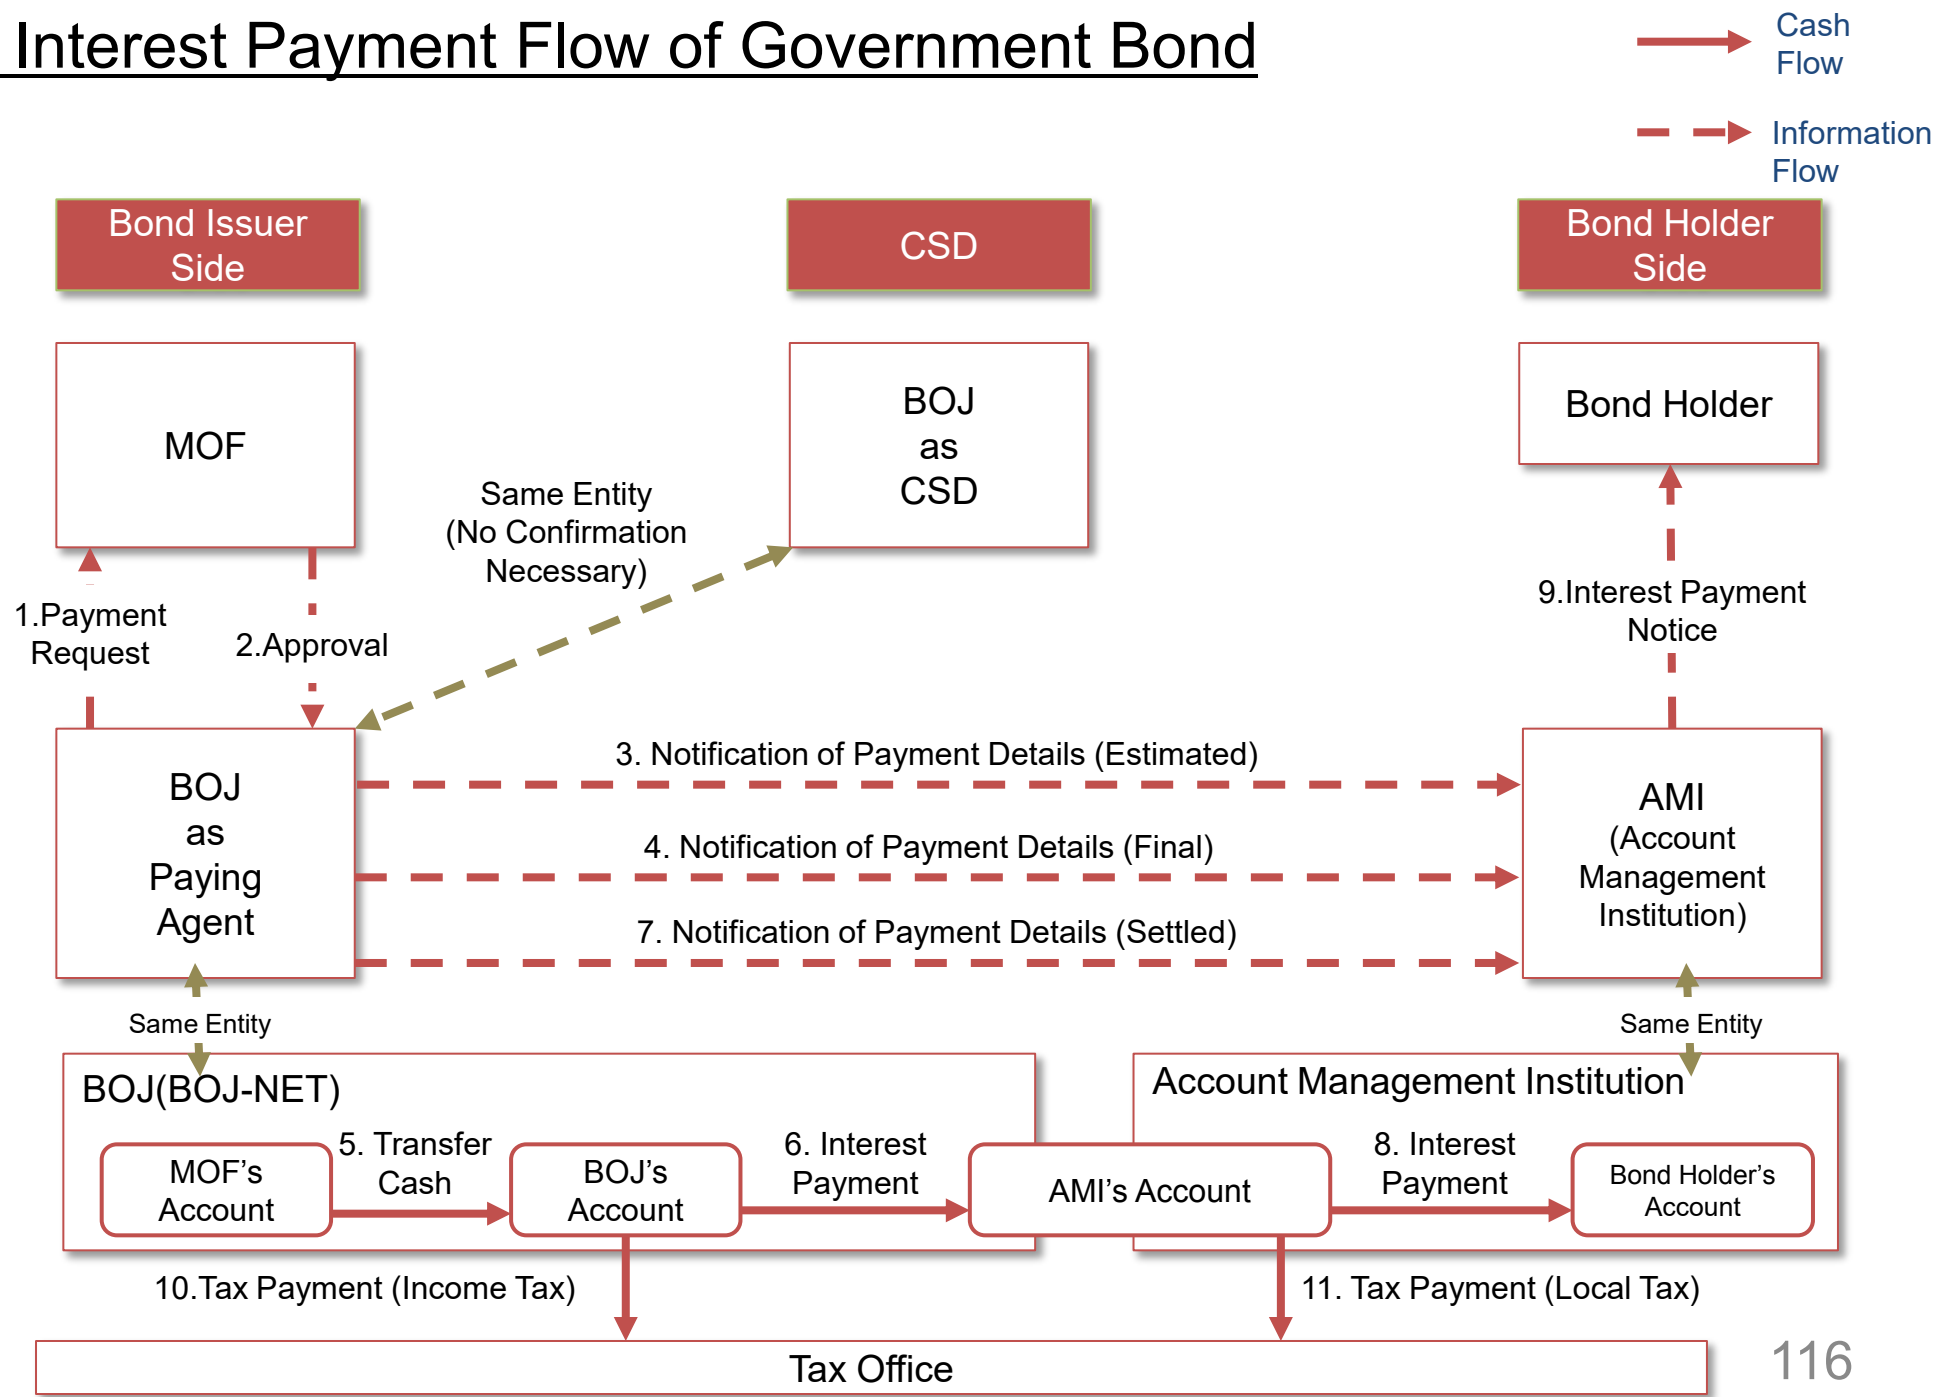 Interest Payment Flow of Government Bond
Cash
Flow
Information
Flow
Bond Issuer
Side
CSD
Bond Holder
Side
MOF
BOJ
as
CSD
Bond Holder
Same Entity
(No Confirmation
Necessary)
1.Payment
Request
2.Approval
9.Interest Payment
Notice
BOJ
as
Paying
Agent
3. Notification of Payment Details (Estimated)
4. Notification of Payment Details (Final)
7. Notification of Payment Details (Settled)
AMI
(Account
Management
Institution)
Same Entity
Same Entity
BOJ(BOJ-NET)
Account Management Institution
MOF's
Account
5. Transfer
Cash
BOJ's
Account
6. Interest
Payment
AMI's Account
8. Interest
Payment
Bond Holder's
Account
10.Tax Payment (Income Tax)
11. Tax Payment (Local Tax)
Tax Office
116